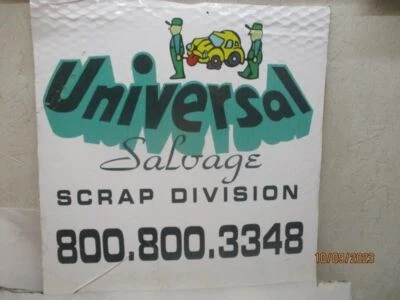 Universal
Salvage
SCRAP DIVISION
800.800.3348
10/09/2023